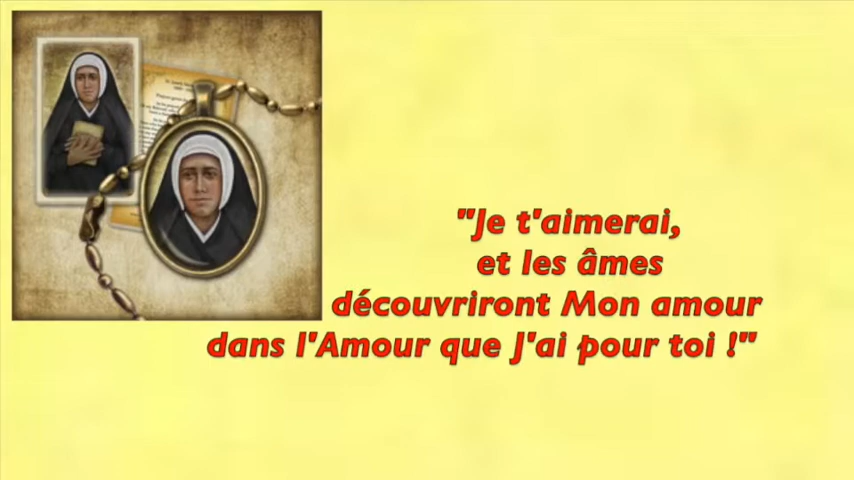 "Je t'aimerai,
et les âmes
découvriront Mon amour
dans l'Amour que J'ai pour toi !"